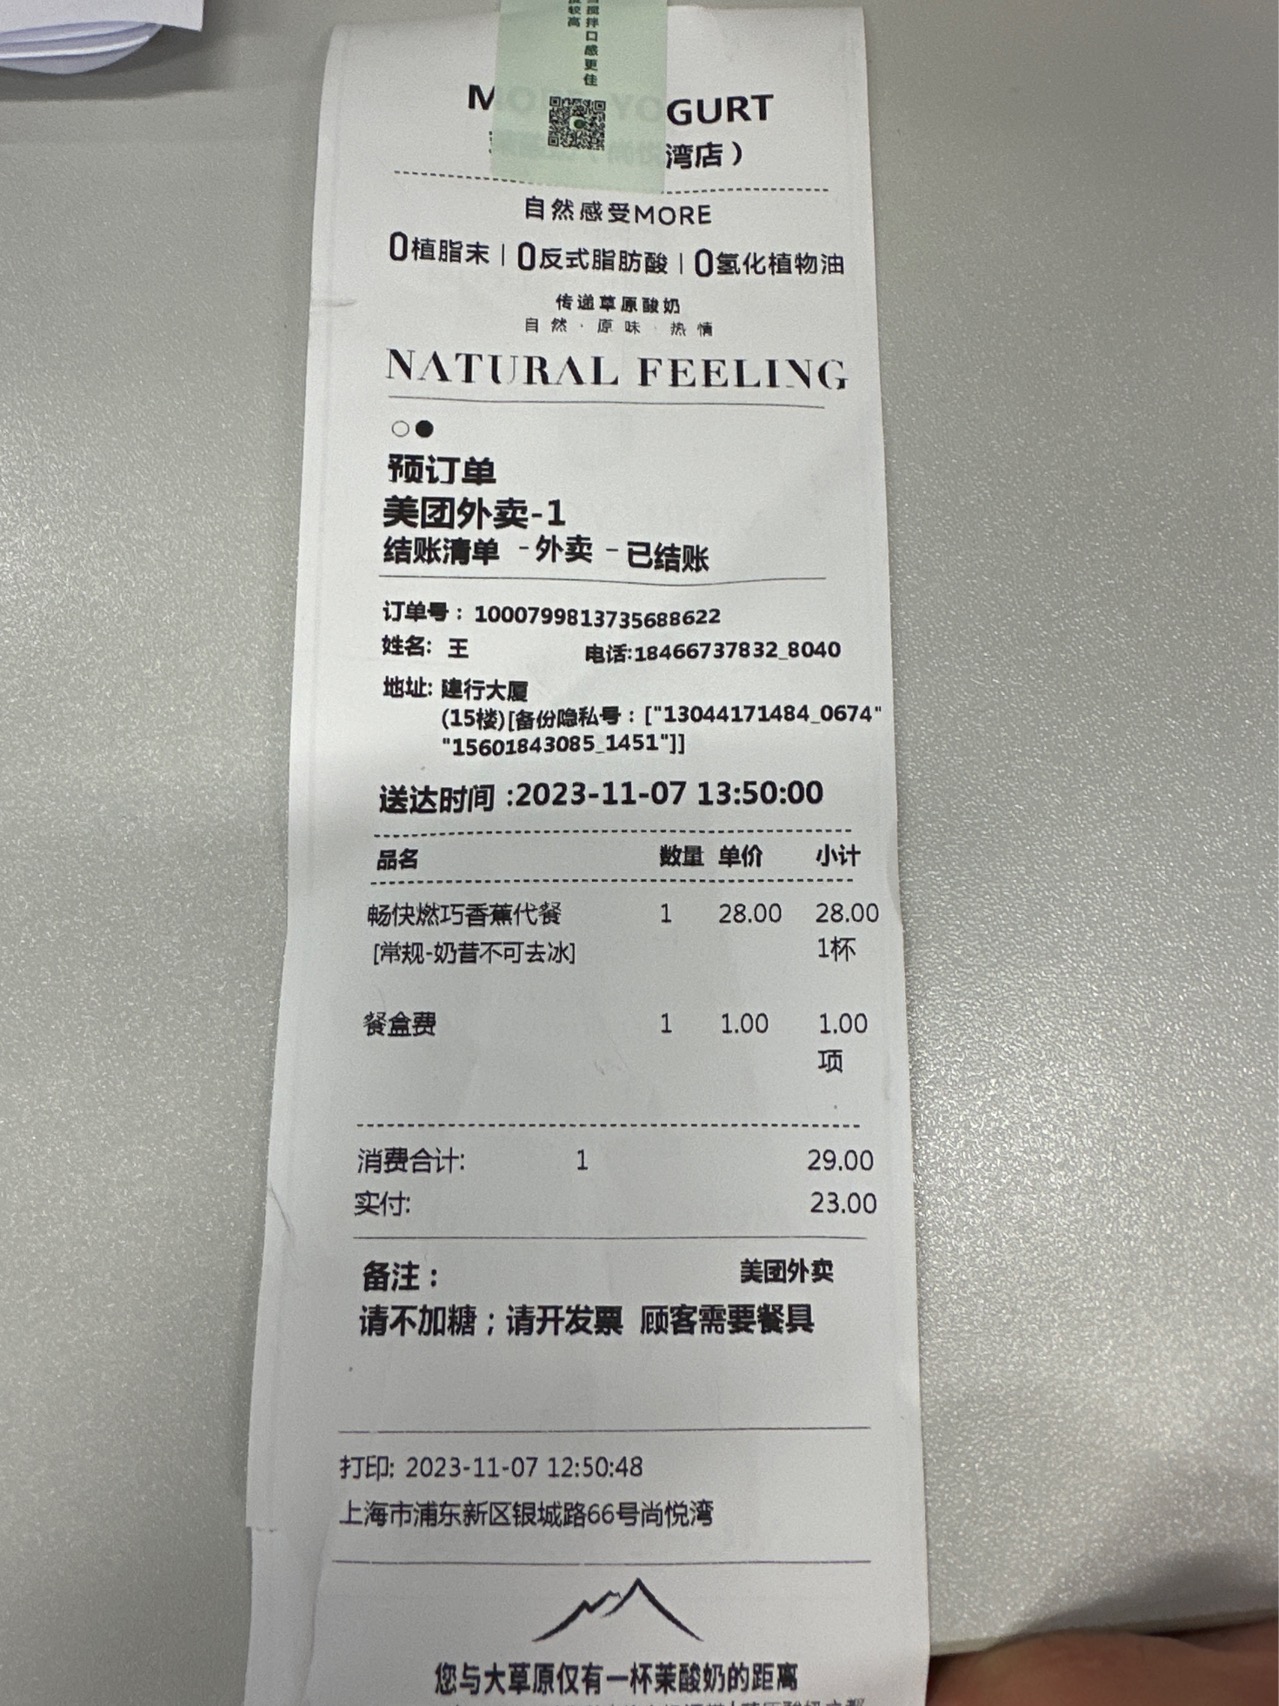 搅拌口感更佳
较高
GURT
湾店）
自然感受MORE
0植脂末 | 0反式脂肪酸 | 0氢化植物油
传递草原酸奶
自然·原味·热情
NATURAL FEELING
预订单
美团外卖-1
结账清单 -外卖 -已结账
订单号：1000799813735688622
姓名: 王 电话:18466737832_8040
地址: 建行大厦
(15楼)[备份隐私号：["13044171484_0674"
"15601843085_1451"]]
送达时间 :2023-11-07 13:50:00
品名 数量 单价 小计
畅快燃巧香蕉代餐 1 28.00 28.00
[常规-奶昔不可去冰] 1杯
餐盒费 1 1.00 1.00
项
消费合计: 1 29.00
实付: 23.00
备注： 美团外卖
请不加糖；请开发票 顾客需要餐具
打印: 2023-11-07 12:50:48
上海市浦东新区银城路66号尚悦湾
您与大草原仅有一杯茉酸奶的距离